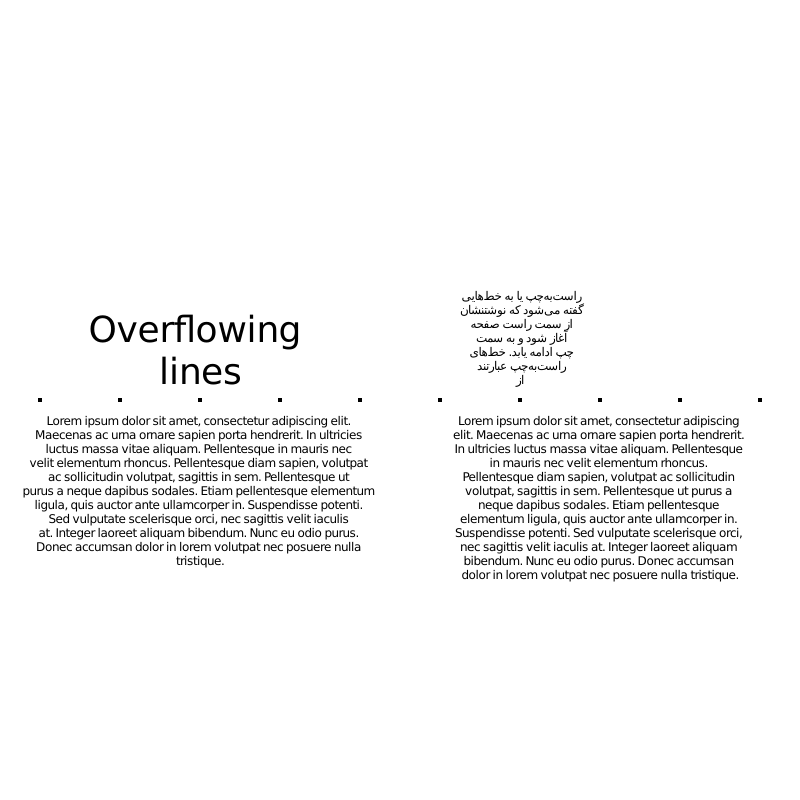 Overflowing
lines
Lorem ipsum dolor sit amet, consectetur adipiscing elit.
Maecenas ac urna ornare sapien porta hendrerit. In ultricies
luctus massa vitae aliquam. Pellentesque in mauris nec
velit elementum rhoncus. Pellentesque diam sapien, volutpat
ac sollicitudin volutpat, sagittis in sem. Pellentesque ut
purus a neque dapibus sodales. Etiam pellentesque elementum
ligula, quis auctor ante ullamcorper in. Suspendisse potenti.
Sed vulputate scelerisque orci, nec sagittis velit iaculis
at. Integer laoreet aliquam bibendum. Nunc eu odio purus.
Donec accumsan dolor in lorem volutpat nec posuere nulla
tristique.
راست‌به‌چپ یا به خط‌هایی
گفته می‌شود که نوشتنشان
از سمت راست صفحه
آغاز شود و به سمت
چپ ادامه یابد. خط‌های
راست‌به‌چپ عبارتند
از
Lorem ipsum dolor sit amet, consectetur adipiscing
elit. Maecenas ac urna ornare sapien porta hendrerit.
In ultricies luctus massa vitae aliquam. Pellentesque
in mauris nec velit elementum rhoncus.
Pellentesque diam sapien, volutpat ac sollicitudin
volutpat, sagittis in sem. Pellentesque ut purus a
neque dapibus sodales. Etiam pellentesque
elementum ligula, quis auctor ante ullamcorper in.
Suspendisse potenti. Sed vulputate scelerisque orci,
nec sagittis velit iaculis at. Integer laoreet aliquam
bibendum. Nunc eu odio purus. Donec accumsan
dolor in lorem volutpat nec posuere nulla tristique.